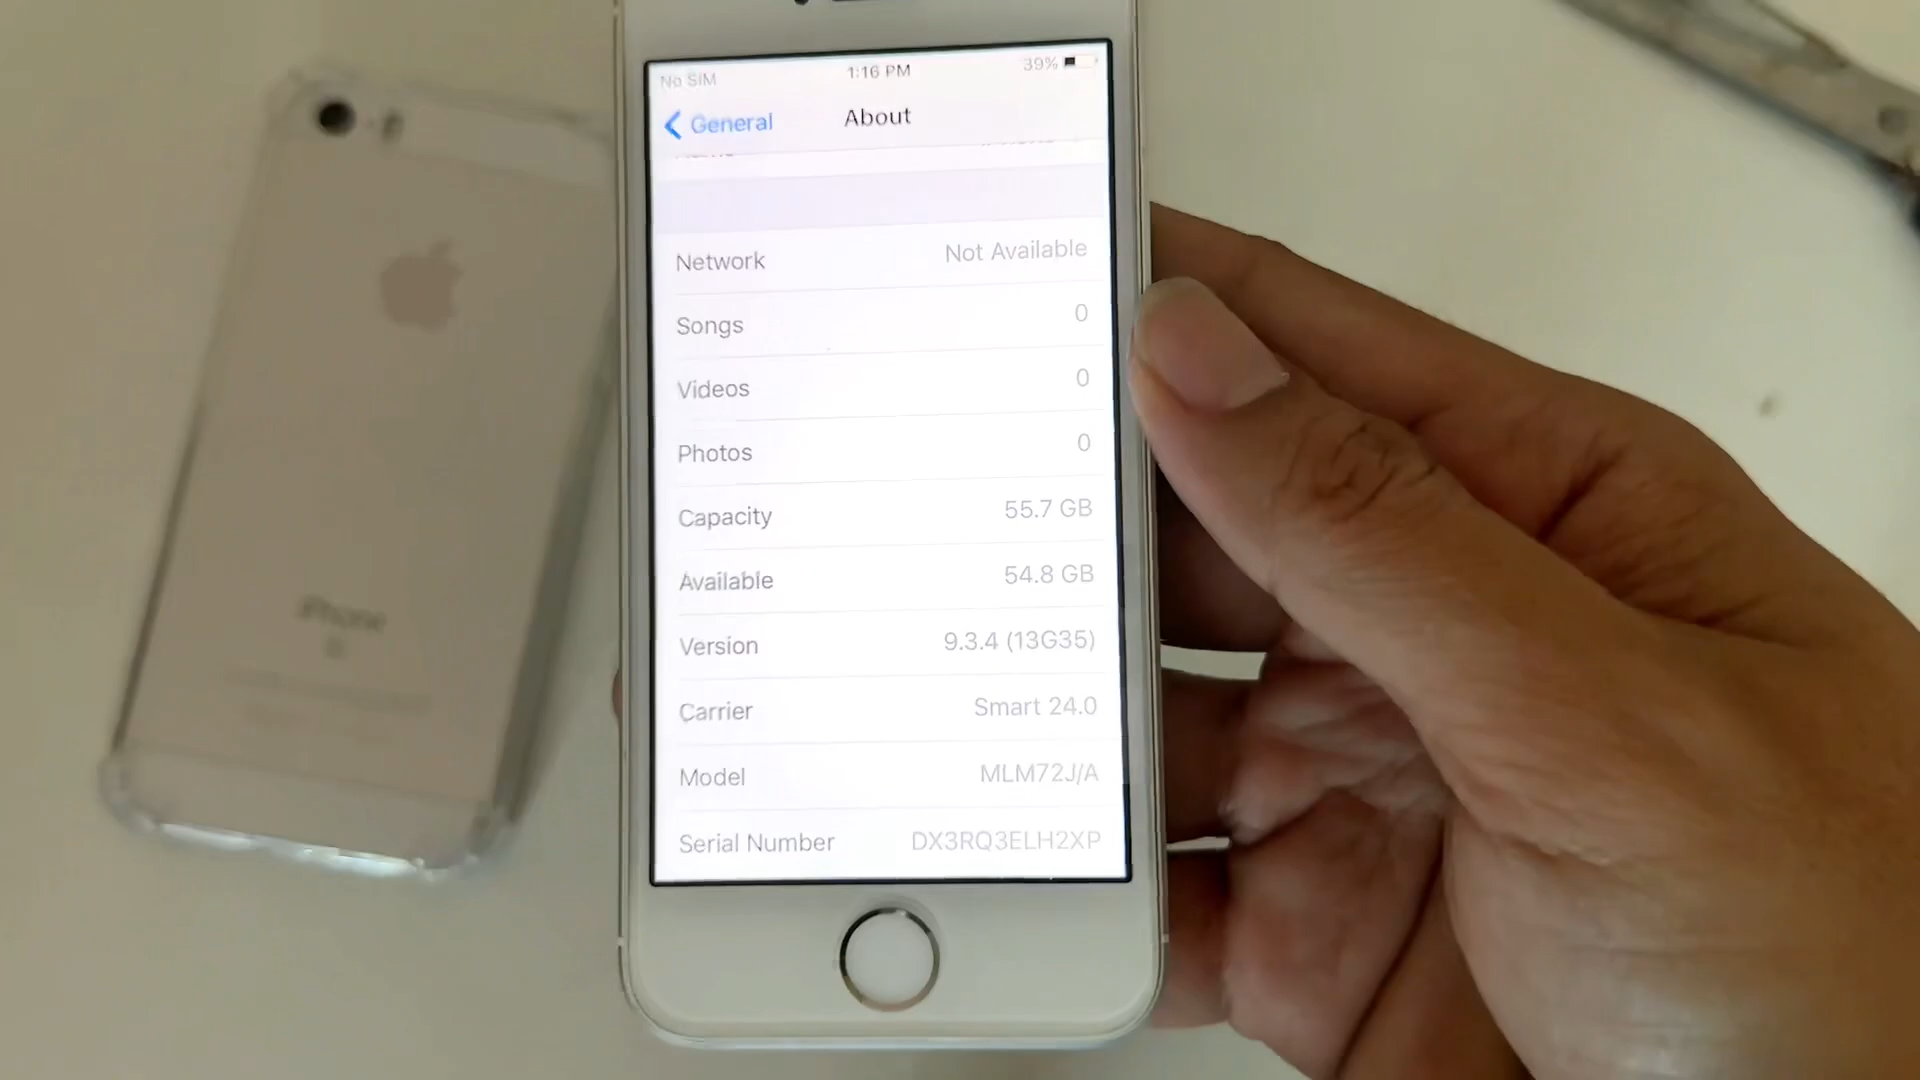 No SIM 1:16 PM 39%
General About
Network Not Available
Songs 0
Videos 0
Photos 0
Capacity 55.7 GB
Available 54.8 GB
Version 9.3.4 (13G35)
Carrier Smart 24.0
Model MLM72J/A
Serial Number DX3RQ3ELH2XP
iPhone